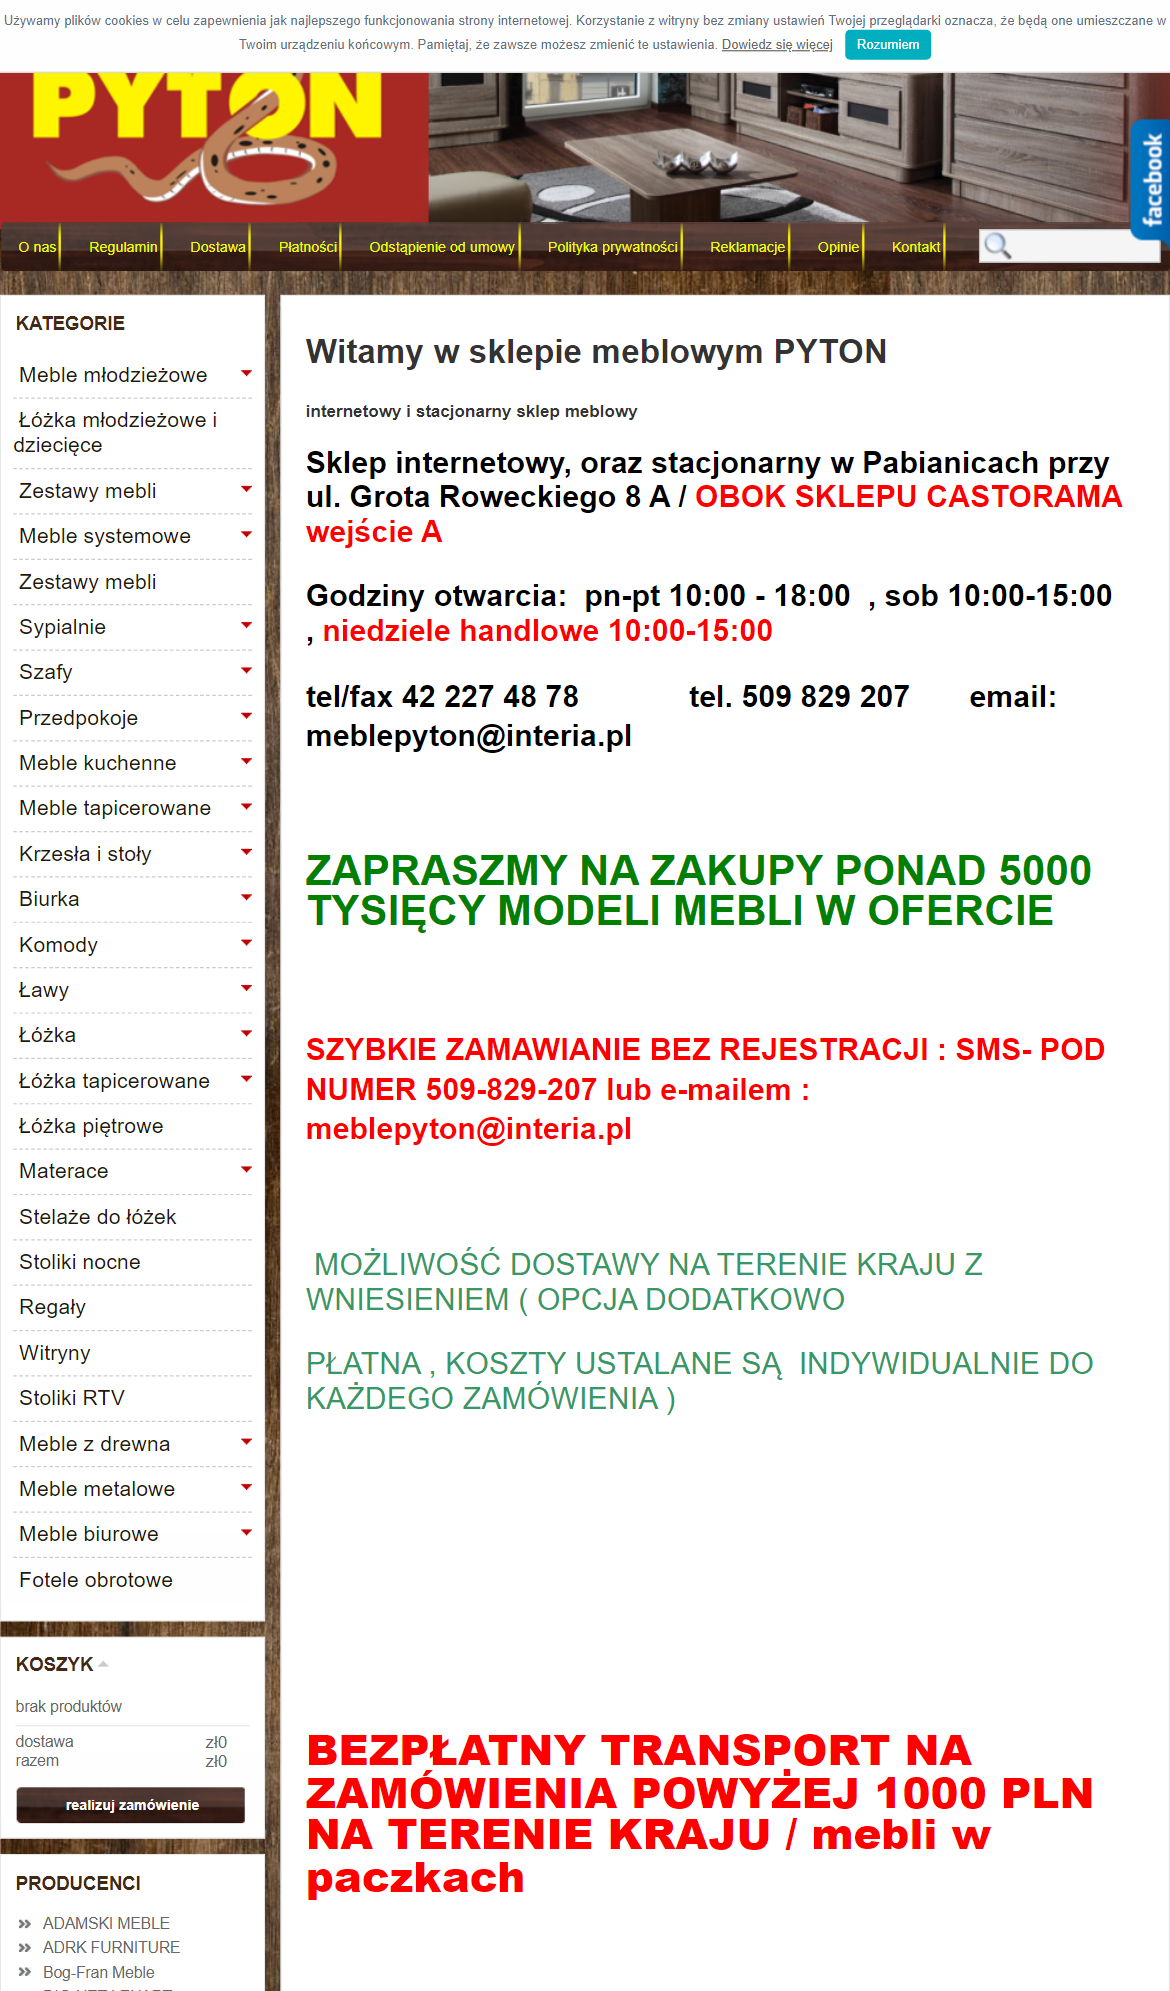 Używamy plików cookies w celu zapewnienia jak najlepszego funkcjonowania strony internetowej. Korzystanie z witryny bez zmiany ustawień Twojej przeglądarki oznacza, że będą one umieszczane w
Twoim urządzeniu końcowym. Pamiętaj, że zawsze możesz zmienić te ustawienia. Dowiedz się więcej Rozumiem
PYTON
facebook
O nas Regulamin Dostawa Płatności Odstąpienie od umowy Polityka prywatności Reklamacje Opinie Kontakt
KATEGORIE
Meble młodzieżowe
Łóżka młodzieżowe i
dziecięce
Zestawy mebli
Meble systemowe
Zestawy mebli
Sypialnie
Szafy
Przedpokoje
Meble kuchenne
Meble tapicerowane
Krzesła i stoły
Biurka
Komody
Ławy
Łóżka
Łóżka tapicerowane
Łóżka piętrowe
Materace
Stelaże do łóżek
Stoliki nocne
Regały
Witryny
Stoliki RTV
Meble z drewna
Meble metalowe
Meble biurowe
Fotele obrotowe
KOSZYK
brak produktów
dostawa zł0
razem zł0
realizuj zamówienie
PRODUCENCI
ADAMSKI MEBLE
ADRK FURNITURE
Bog-Fran Meble
Witamy w sklepie meblowym PYTON
internetowy i stacjonarny sklep meblowy
Sklep internetowy, oraz stacjonarny w Pabianicach przy
ul. Grota Roweckiego 8 A / OBOK SKLEPU CASTORAMA
wejście A
Godziny otwarcia: pn-pt 10:00 - 18:00 , sob 10:00-15:00
, niedziele handlowe 10:00-15:00
tel/fax 42 227 48 78 tel. 509 829 207 email:
meblepyton@interia.pl
ZAPRASZMY NA ZAKUPY PONAD 5000
TYSIĘCY MODELI MEBLI W OFERCIE
SZYBKIE ZAMAWIANIE BEZ REJESTRACJI : SMS- POD
NUMER 509-829-207 lub e-mailem :
meblepyton@interia.pl
MOŻLIWOŚĆ DOSTAWY NA TERENIE KRAJU Z
WNIESIENIEM ( OPCJA DODATKOWO
PŁATNA , KOSZTY USTALANE SĄ INDYWIDUALNIE DO
KAŻDEGO ZAMÓWIENIA )
BEZPŁATNY TRANSPORT NA
ZAMÓWIENIA POWYŻEJ 1000 PLN
NA TERENIE KRAJU / mebli w
paczkach